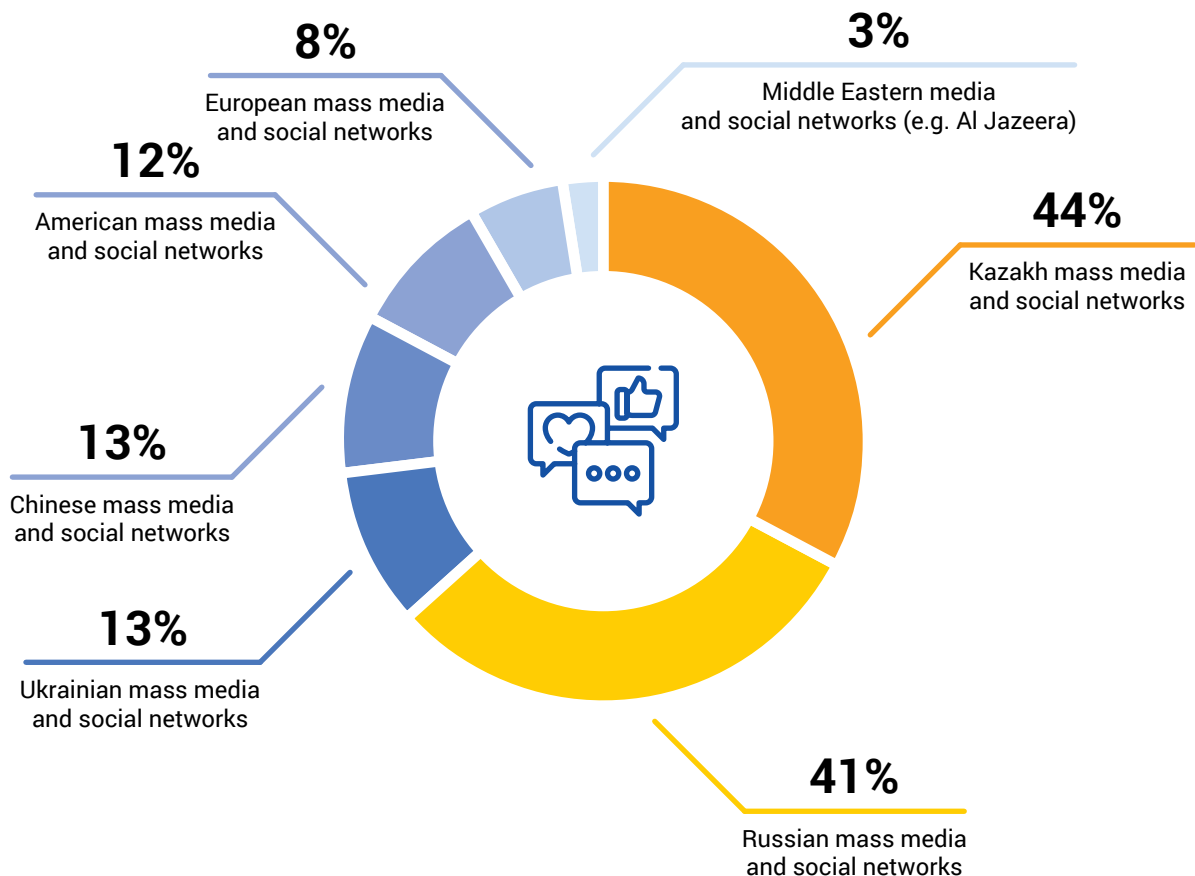 8%
European mass media
and social networks
3%
Middle Eastern media
and social networks (e.g. Al Jazeera)
12%
American mass media
and social networks
44%
Kazakh mass media
and social networks
13%
Chinese mass media
and social networks
13%
Ukrainian mass media
and social networks
41%
Russian mass media
and social networks